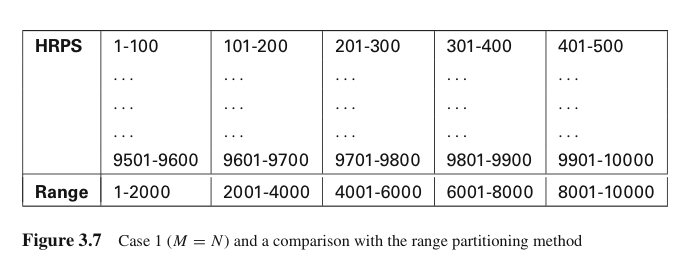 HRPS 1-100 101-200 201-300 301-400 401-500
... ... ... ... ...
... ... ... ... ...
... ... ... ... ...
9501-9600 9601-9700 9701-9800 9801-9900 9901-10000
Range 1-2000 2001-4000 4001-6000 6001-8000 8001-10000
Figure 3.7 Case 1 (M = N) and a comparison with the range partitioning method